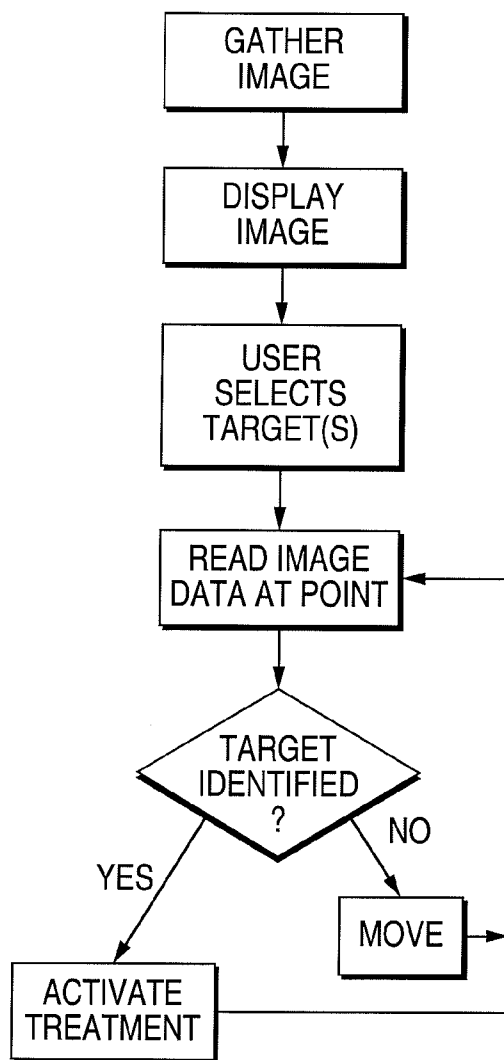 GATHER
IMAGE
DISPLAY
IMAGE
USER
SELECTS
TARGET(S)
READ IMAGE
DATA AT POINT
TARGET
IDENTIFIED
?
YES
NO
MOVE
ACTIVATE
TREATMENT